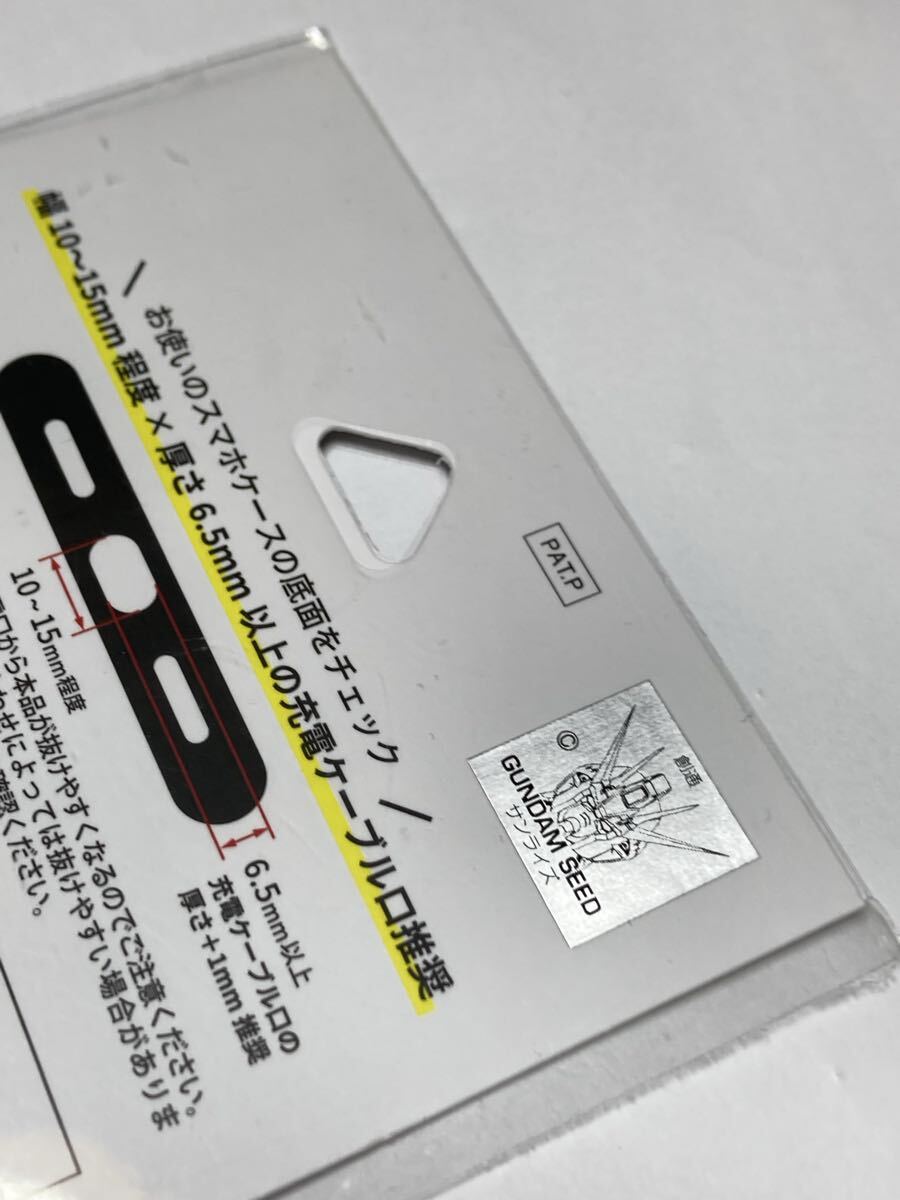 PAT.P
創通
©
GUNDAM SEED
サンライズ
お使いのスマホケースの底面をチェック
幅 10～15mm 程度 × 厚さ 6.5mm 以上の充電ケーブル口推奨
10～15mm程度
6.5mm以上
充電ケーブル口の
厚さ＋1mm 推奨
口から本品が抜けやすくなるのでご注意ください。
わせによっては抜けやすい場合がありま
確認ください。